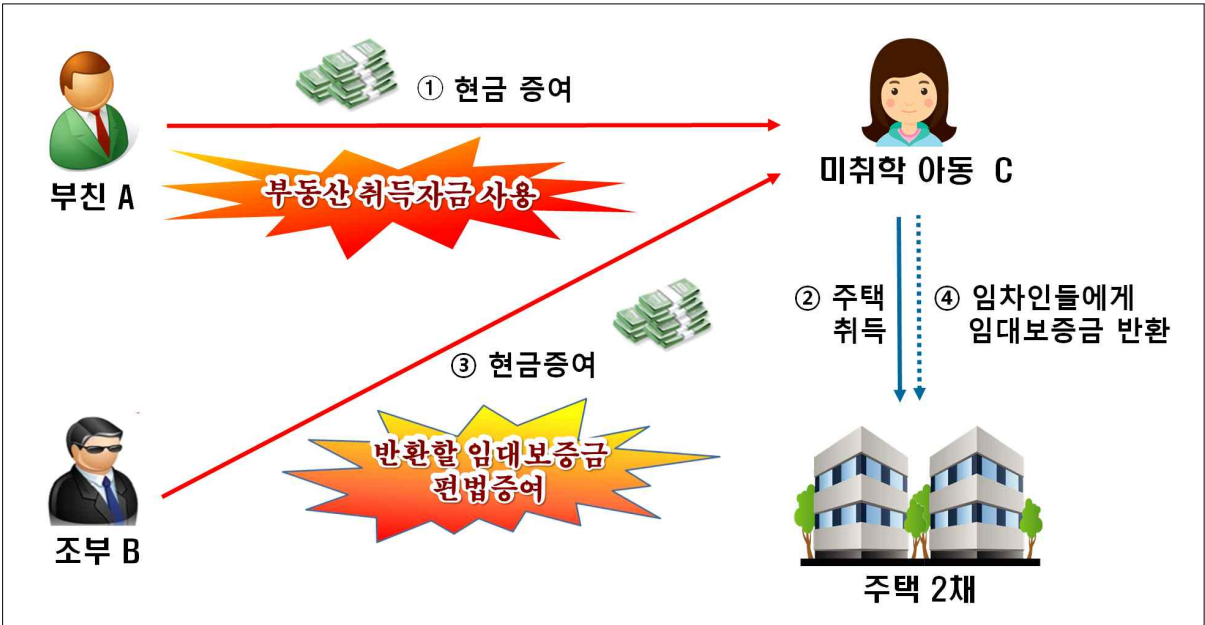 ① 현금 증여
부친 A
부동산 취득자금 사용
미취학 아동 C
② 주택
취득
④ 임차인들에게
임대보증금 반환
③ 현금증여
반환할 임대보증금
편법증여
조부 B
주택 2채